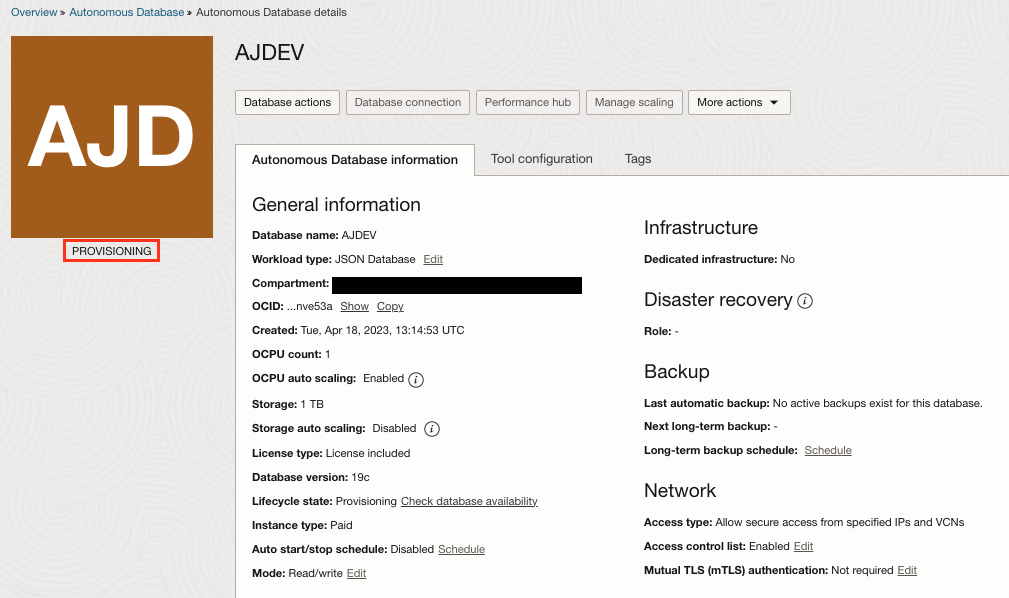 Overview » Autonomous Database » Autonomous Database details
AJD
PROVISIONING
AJDEV
Database actions
Database connection
Performance hub
Manage scaling
More actions
Autonomous Database information
Tool configuration
Tags
General information
Database name: AJDEV
Workload type: JSON Database Edit
Compartment:
OCID: ...nve53a Show Copy
Created: Tue, Apr 18, 2023, 13:14:53 UTC
OCPU count: 1
OCPU auto scaling: Enabled i
Storage: 1 TB
Storage auto scaling: Disabled i
License type: License included
Database version: 19c
Lifecycle state: Provisioning Check database availability
Instance type: Paid
Auto start/stop schedule: Disabled Schedule
Mode: Read/write Edit
Infrastructure
Dedicated infrastructure: No
Disaster recovery i
Role: -
Backup
Last automatic backup: No active backups exist for this database.
Next long-term backup: -
Long-term backup schedule: Schedule
Network
Access type: Allow secure access from specified IPs and VCNs
Access control list: Enabled Edit
Mutual TLS (mTLS) authentication: Not required Edit